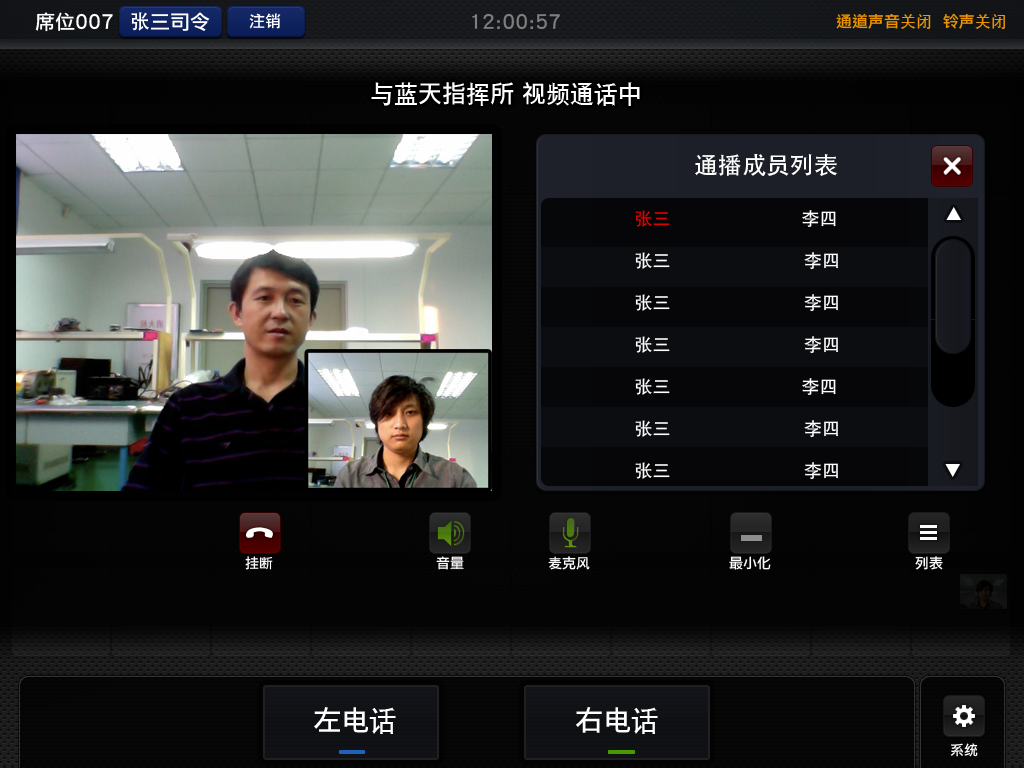 席位007 张三司令 注销 12:00:57 通道声音关闭 铃声关闭
与蓝天指挥所 视频通话中
通播成员列表
张三 李四
张三 李四
张三 李四
张三 李四
张三 李四
张三 李四
张三 李四
挂断 音量 麦克风 最小化 列表
左电话 右电话
系统